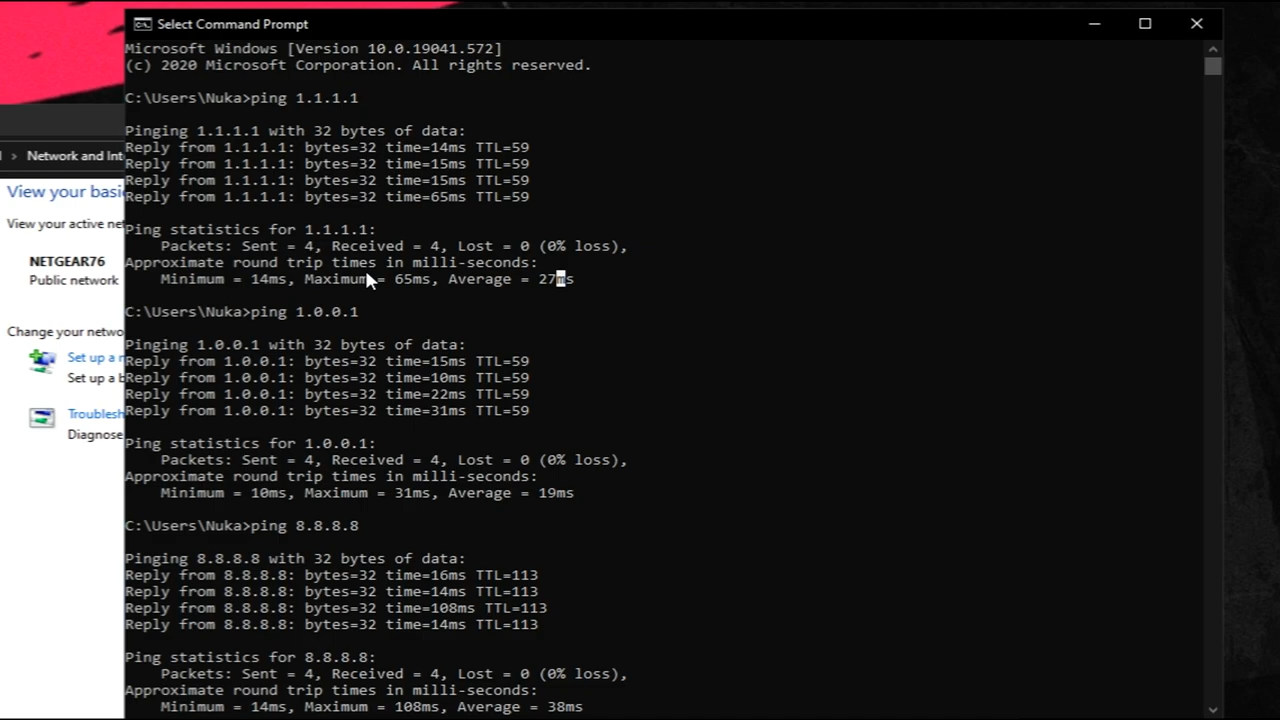 Select Command Prompt
Microsoft Windows [Version 10.0.19041.572]
(c) 2020 Microsoft Corporation. All rights reserved.
C:\Users\Nuka>ping 1.1.1.1
Pinging 1.1.1.1 with 32 bytes of data:
Reply from 1.1.1.1: bytes=32 time=14ms TTL=59
Reply from 1.1.1.1: bytes=32 time=15ms TTL=59
Reply from 1.1.1.1: bytes=32 time=15ms TTL=59
Reply from 1.1.1.1: bytes=32 time=65ms TTL=59
Ping statistics for 1.1.1.1:
Packets: Sent = 4, Received = 4, Lost = 0 (0% loss),
Approximate round trip times in milli-seconds:
Minimum = 14ms, Maximum = 65ms, Average = 27ms
C:\Users\Nuka>ping 1.0.0.1
Pinging 1.0.0.1 with 32 bytes of data:
Reply from 1.0.0.1: bytes=32 time=15ms TTL=59
Reply from 1.0.0.1: bytes=32 time=10ms TTL=59
Reply from 1.0.0.1: bytes=32 time=22ms TTL=59
Reply from 1.0.0.1: bytes=32 time=31ms TTL=59
Ping statistics for 1.0.0.1:
Packets: Sent = 4, Received = 4, Lost = 0 (0% loss),
Approximate round trip times in milli-seconds:
Minimum = 10ms, Maximum = 31ms, Average = 19ms
C:\Users\Nuka>ping 8.8.8.8
Pinging 8.8.8.8 with 32 bytes of data:
Reply from 8.8.8.8: bytes=32 time=16ms TTL=113
Reply from 8.8.8.8: bytes=32 time=14ms TTL=113
Reply from 8.8.8.8: bytes=32 time=108ms TTL=113
Reply from 8.8.8.8: bytes=32 time=14ms TTL=113
Ping statistics for 8.8.8.8:
Packets: Sent = 4, Received = 4, Lost = 0 (0% loss),
Approximate round trip times in milli-seconds:
Minimum = 14ms, Maximum = 108ms, Average = 38ms
Network and Int
View your basi
View your active net
NETGEAR76
Public network
Change your netwo
Set up a n
Set up a b
Troublesh
Diagnose